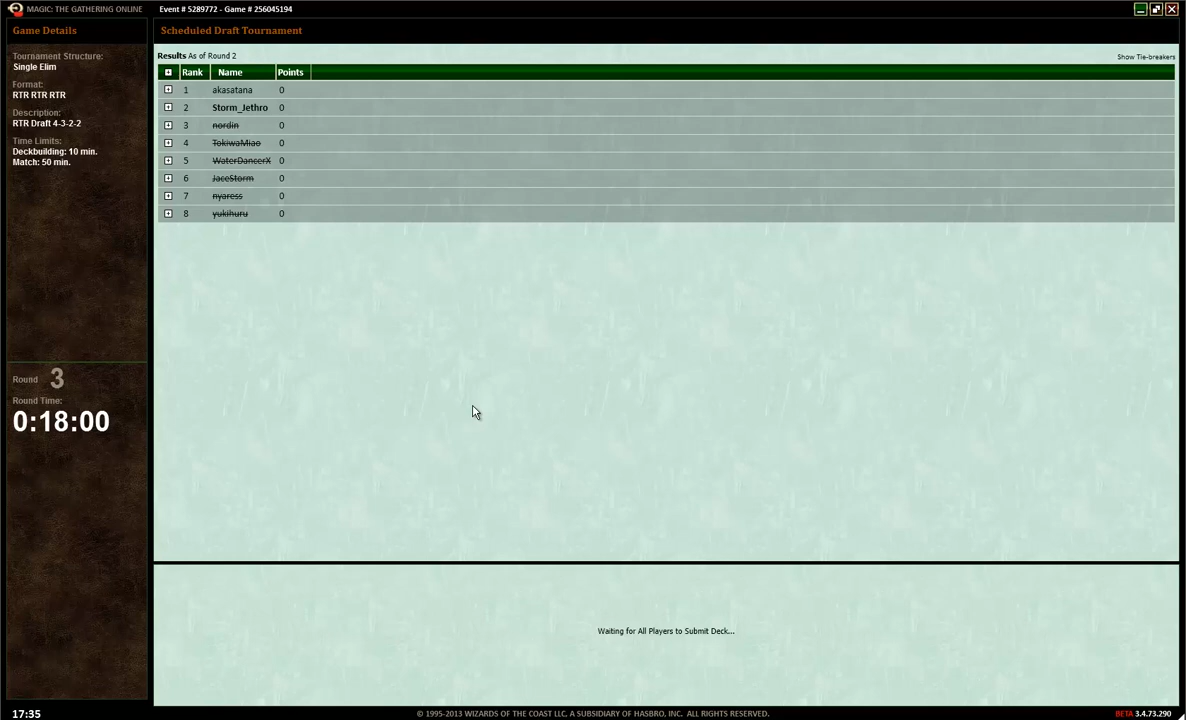 MAGIC: THE GATHERING ONLINE Event # 5289772 - Game # 256045194
Game Details
Scheduled Draft Tournament
Tournament Structure:
Single Elim
Format:
RTR RTR RTR
Description:
RTR Draft 4-3-2-2
Time Limits:
Deckbuilding: 10 min.
Match: 50 min.
Results As of Round 2
Show Tie-breakers
Rank Name Points
1 akasatana 0
2 Storm_Jethro 0
3 nordin 0
4 TokiwaMiao 0
5 WaterDancerX 0
6 JaceStorm 0
7 nyaress 0
8 yukihuru 0
Round 3
Round Time:
0:18:00
Waiting for All Players to Submit Deck...
17:35
© 1995-2013 WIZARDS OF THE COAST LLC, A SUBSIDIARY OF HASBRO, INC. ALL RIGHTS RESERVED.
BETA 3.4.73.290